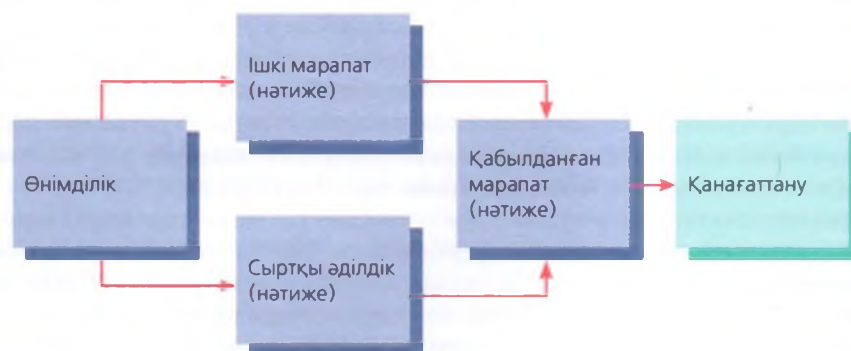 Өнімділік
Ішкі марапат
(нәтиже)
Сыртқы әділдік
(нәтиже)
Қабылданған
марапат
(нәтиже)
Қанағаттану